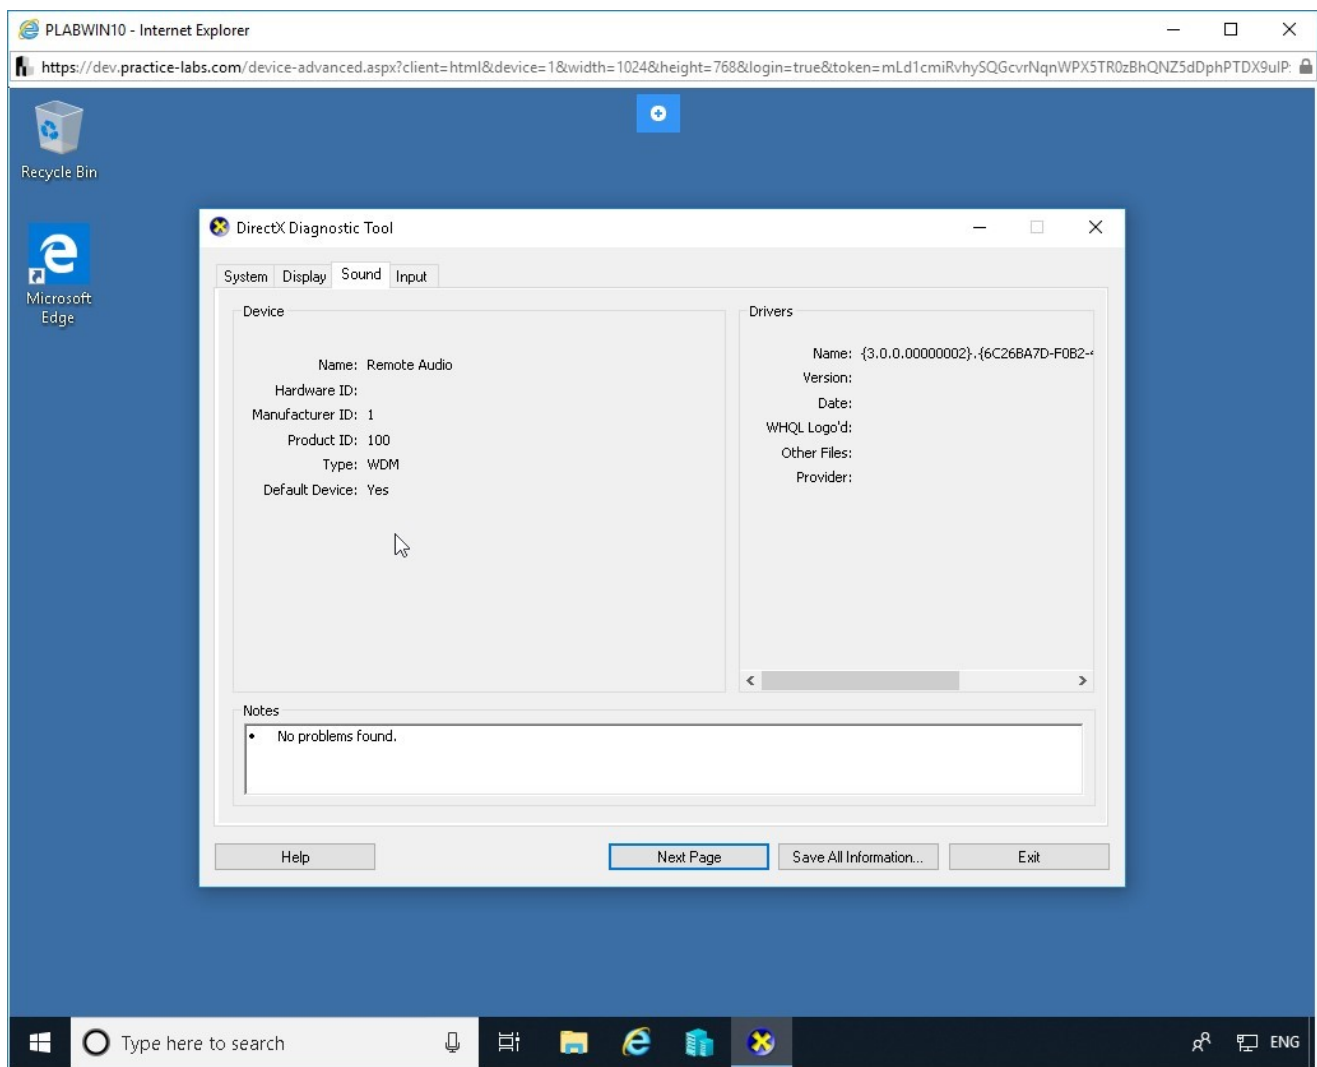 PLABWIN10 - Internet Explorer
https://dev.practice-labs.com/device-advanced.aspx?client=html&device=1&width=1024&height=768&login=true&token=mLd1cmiRvhySQGcvrNqnWPX5TR0zBhQNZ5dDphPTDX9uIP:
Recycle Bin
Microsoft
Edge
DirectX Diagnostic Tool
System Display Sound Input
Device
Name: Remote Audio
Hardware ID:
Manufacturer ID: 1
Product ID: 100
Type: WDM
Default Device: Yes
Drivers
Name: {3.0.0.00000002}.{6C26BA7D-F0B2-
Version:
Date:
WHQL Logo'd:
Other Files:
Provider:
Notes
• No problems found.
Help Next Page Save All Information... Exit
Type here to search
ENG